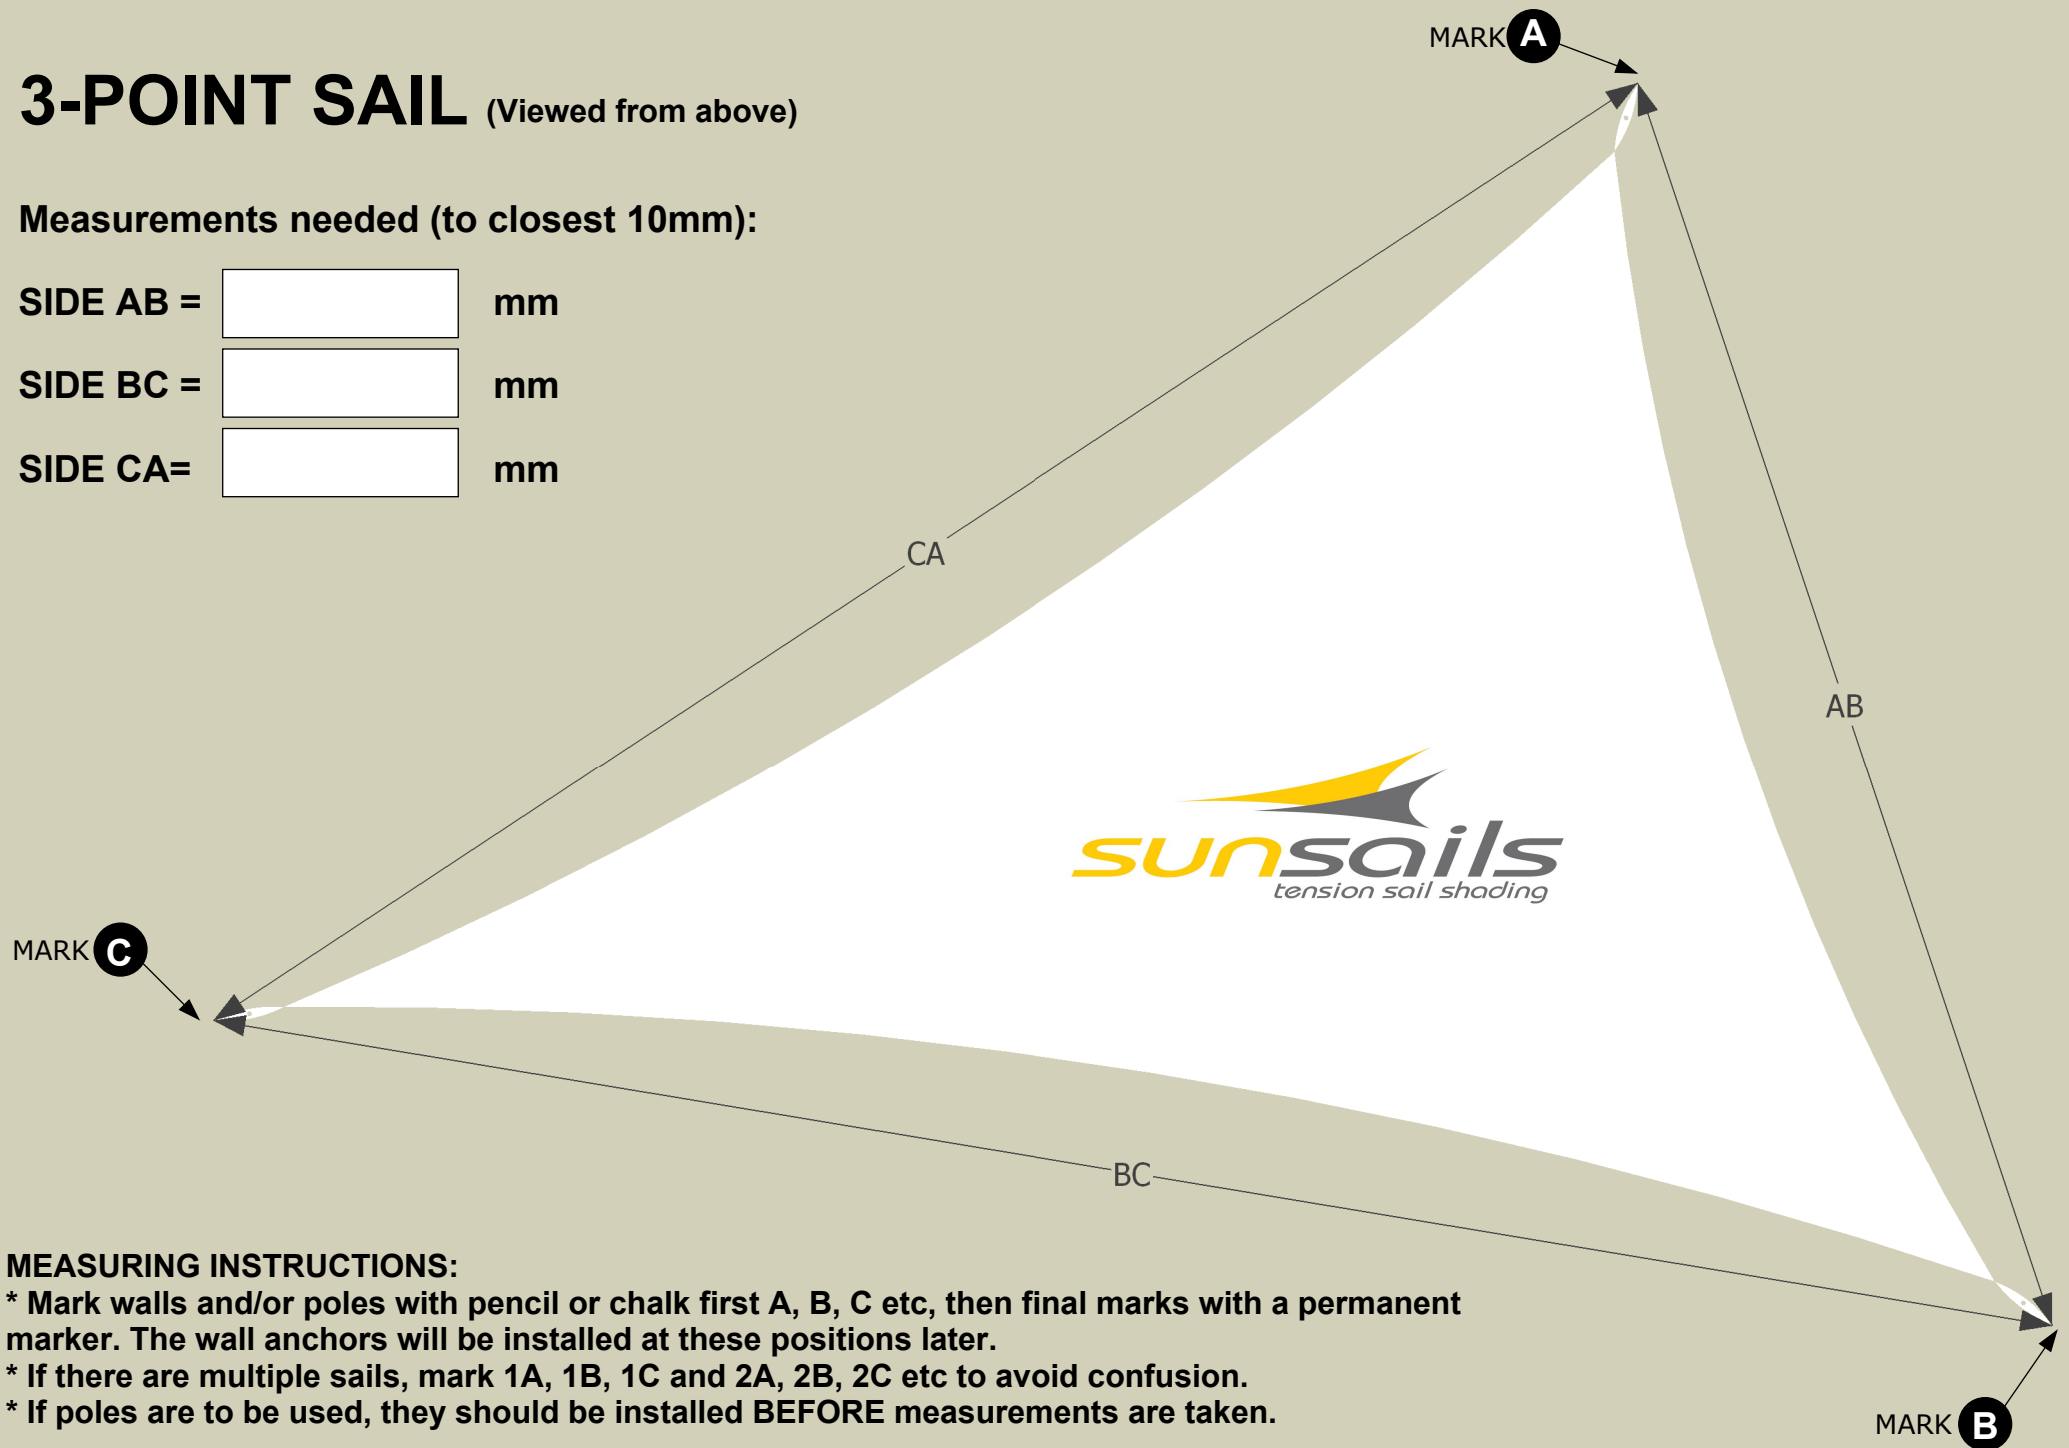 MARK A
3-POINT SAIL (Viewed from above)
Measurements needed (to closest 10mm):
SIDE AB = mm
SIDE BC = mm
SIDE CA= mm
CA
AB
sunsails
tension sail shading
MARK C
BC
MEASURING INSTRUCTIONS:
* Mark walls and/or poles with pencil or chalk first A, B, C etc, then final marks with a permanent
marker. The wall anchors will be installed at these positions later.
* If there are multiple sails, mark 1A, 1B, 1C and 2A, 2B, 2C etc to avoid confusion.
* If poles are to be used, they should be installed BEFORE measurements are taken.
MARK B